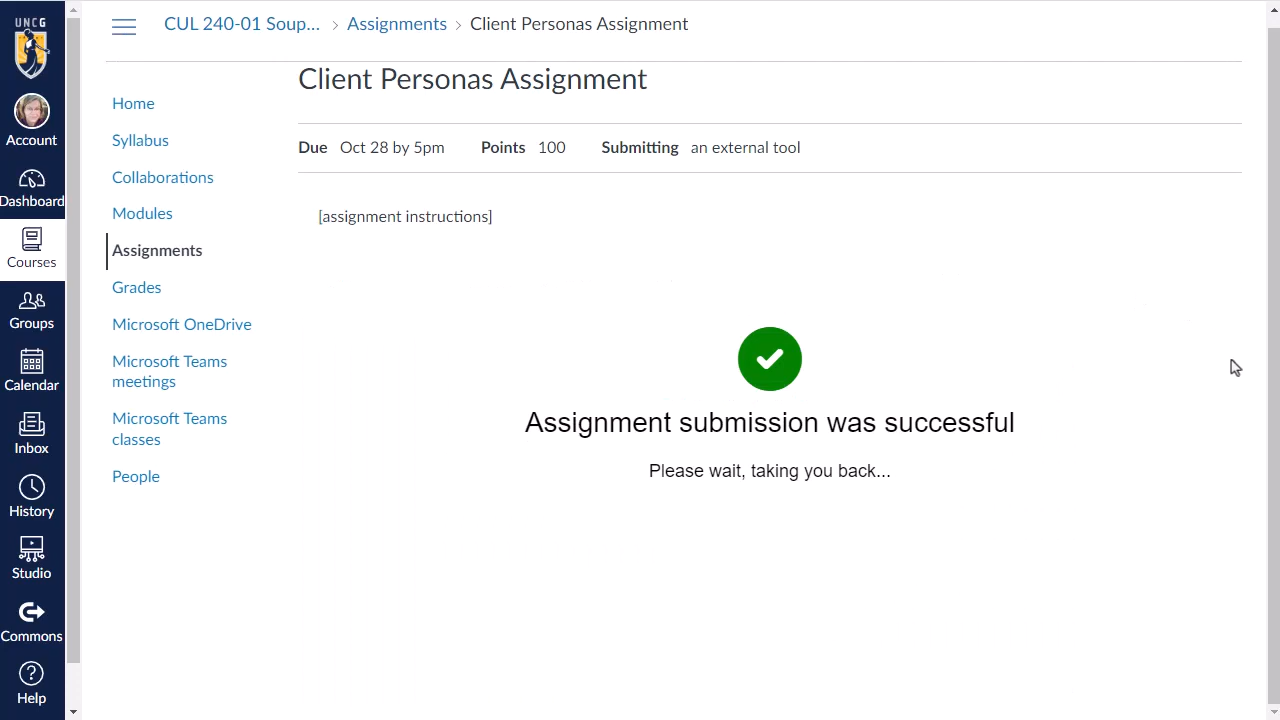 UNCG
Account
Dashboard
Courses
Groups
Calendar
Inbox
History
Studio
Commons
Help
CUL 240-01 Soup... > Assignments > Client Personas Assignment
Home
Syllabus
Collaborations
Modules
Assignments
Grades
Microsoft OneDrive
Microsoft Teams
meetings
Microsoft Teams
classes
People
Client Personas Assignment
Due Oct 28 by 5pm Points 100 Submitting an external tool
[assignment instructions]
Assignment submission was successful
Please wait, taking you back...